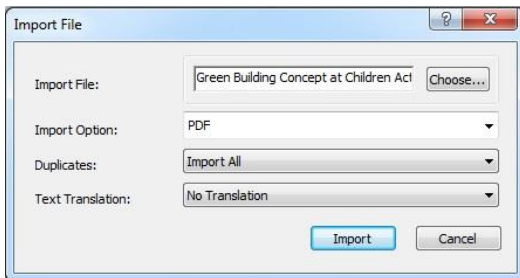 Import File
Import File: Green Building Concept at Children Act Choose...
Import Option: PDF
Duplicates: Import All
Text Translation: No Translation
Import Cancel